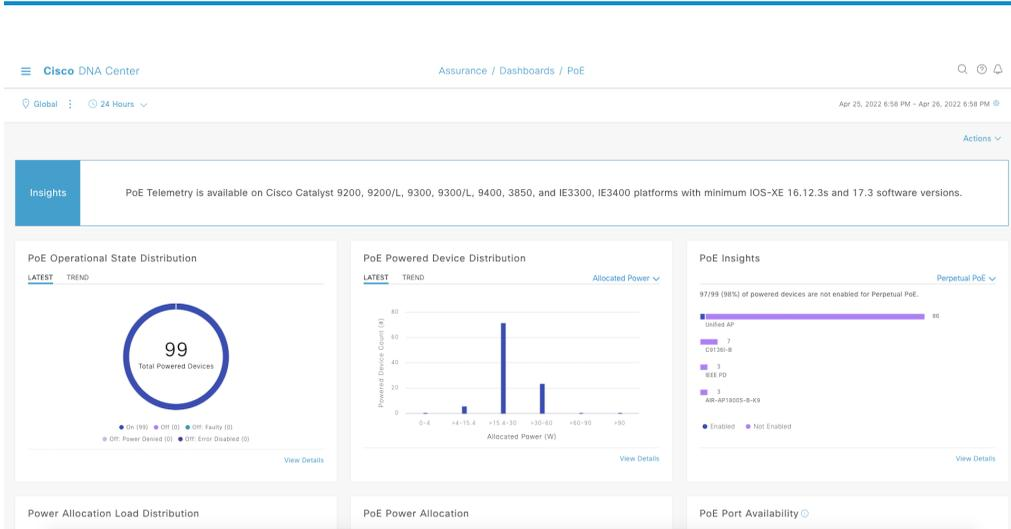 Cisco DNA Center
Assurance / Dashboards / PoE
Global
24 Hours
Apr 25, 2022 6:58 PM – Apr 26, 2022 6:58 PM
Actions
Insights
PoE Telemetry is available on Cisco Catalyst 9200, 9200/L, 9300, 9300/L, 9400, 3850, and IE3300, IE3400 platforms with minimum IOS-XE 16.12.3s and 17.3 software versions.
PoE Operational State Distribution
LATEST TREND
99
Total Powered Devices
On (99) Off (0) Off: Faulty (0)
Off: Power Denied (0) Off: Error Disabled (0)
View Details
PoE Powered Device Distribution
LATEST TREND
Allocated Power
Powered Device Count (#)
80
60
40
20
0
0-4 >4-15.4 >15.4-30 >30-60 >60-90 >90
Allocated Power (W)
View Details
PoE Insights
Perpetual PoE
97/99 (98%) of powered devices are not enabled for Perpetual PoE.
86
Unified AP
7
C9136I-B
3
IEEE PD
3
AIR-AP1800S-B-K9
Enabled Not Enabled
View Details
Power Allocation Load Distribution
PoE Power Allocation
PoE Port Availability